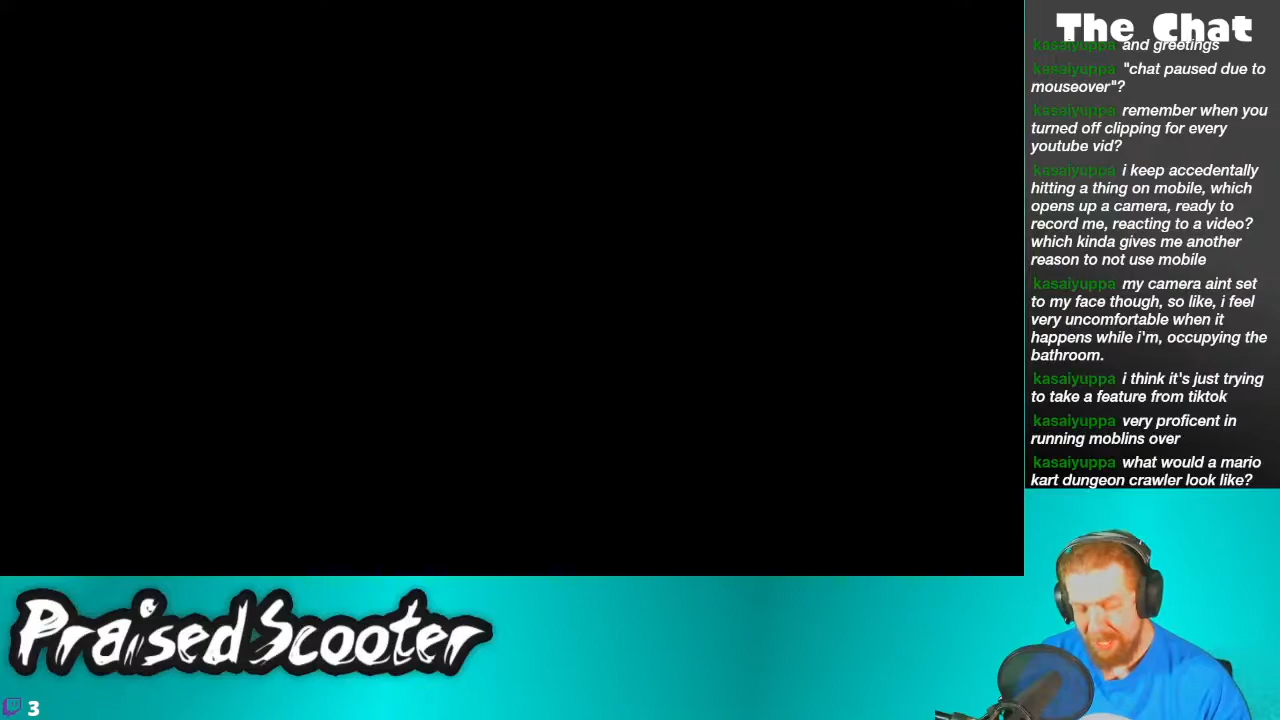 The Chat
kasaiyuppa and greetings
kasaiyuppa "chat paused due to
mouseover"?
kasaiyuppa remember when you
turned off clipping for every
youtube vid?
kasaiyuppa i keep accedentally
hitting a thing on mobile, which
opens up a camera, ready to
record me, reacting to a video?
which kinda gives me another
reason to not use mobile
kasaiyuppa my camera aint set
to my face though, so like, i feel
very uncomfortable when it
happens while i'm, occupying the
bathroom.
kasaiyuppa i think it's just trying
to take a feature from tiktok
kasaiyuppa very proficent in
running moblins over
kasaiyuppa what would a mario
kart dungeon crawler look like?
PraisedScooter
3